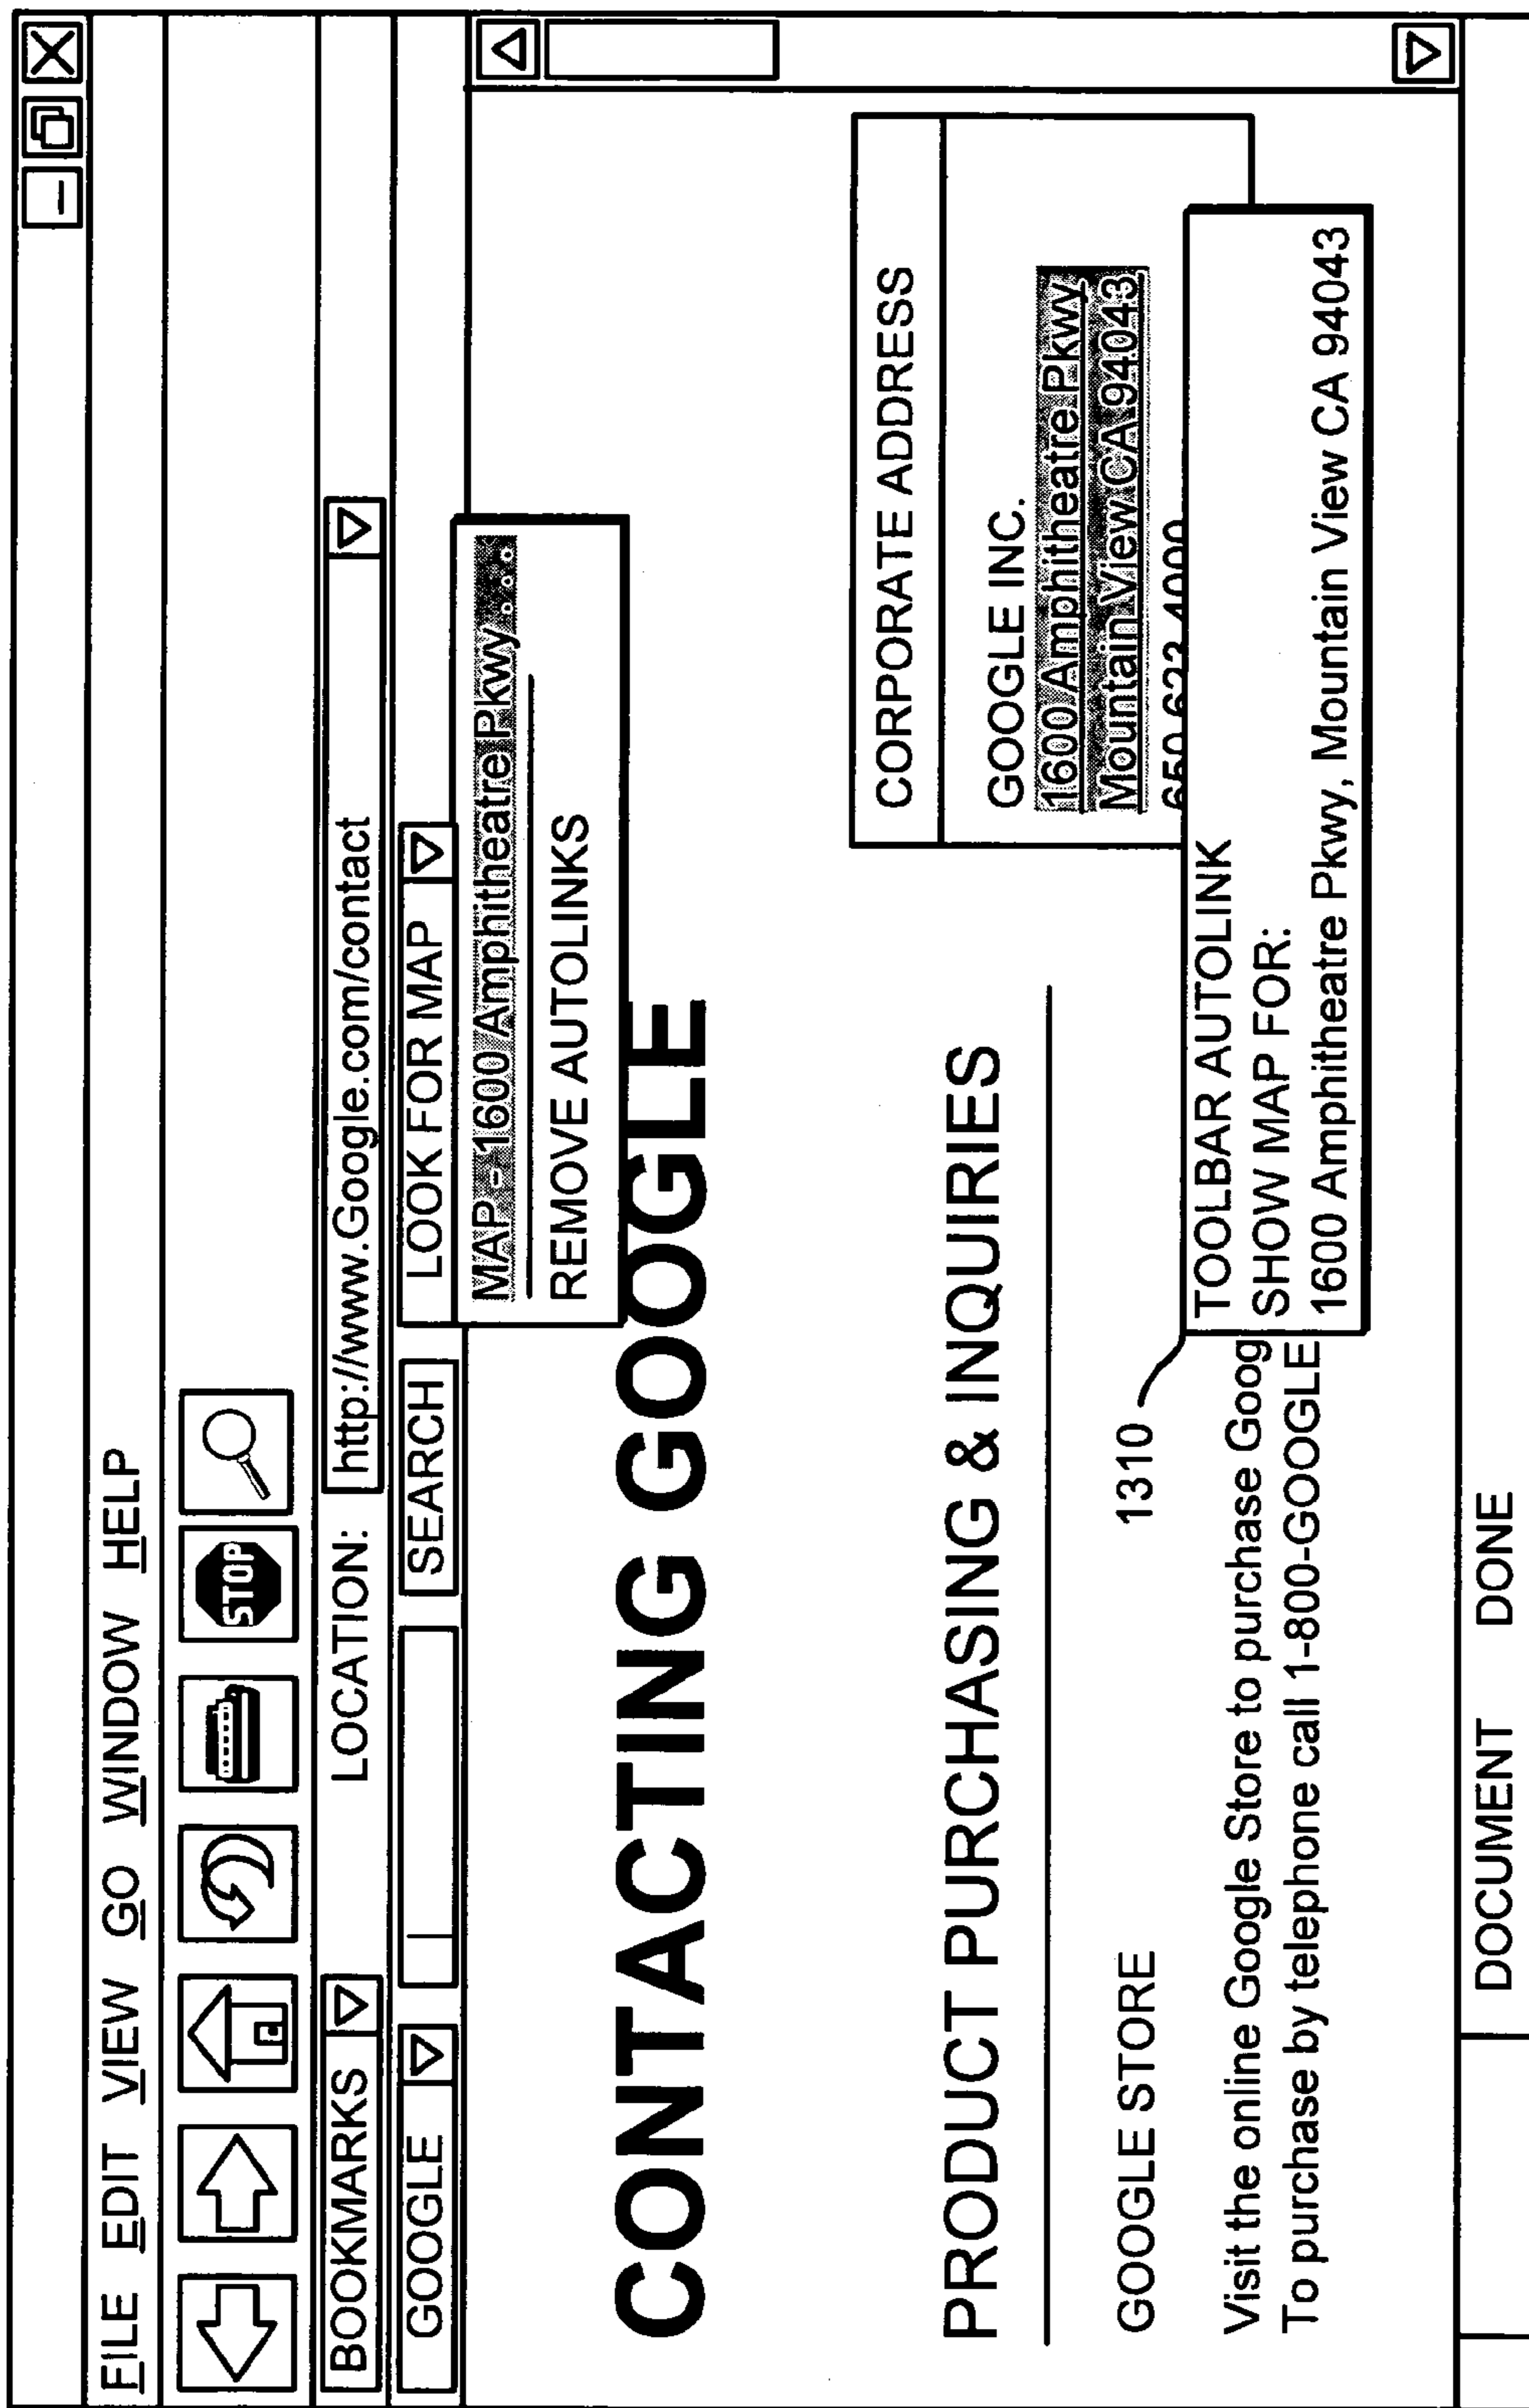 FILE EDIT VIEW GO WINDOW HELP
STOP
BOOKMARKS LOCATION: http://www.Google.com/contact
GOOGLE SEARCH LOOK FOR MAP
MAP - 1600 Amphitheatre Pkwy ...
REMOVE AUTOLINKS
CONTACTING GOOGLE
CORPORATE ADDRESS
PRODUCT PURCHASING & INQUIRIES
GOOGLE INC.
1600 Amphitheatre Pkwy
Mountain View CA 94043
650 623 4000
GOOGLE STORE
1310
TOOLBAR AUTOLINK
SHOW MAP FOR:
1600 Amphitheatre Pkwy, Mountain View CA 94043
Visit the online Google Store to purchase Goog
To purchase by telephone call 1-800-GOOGLE
DOCUMENT DONE